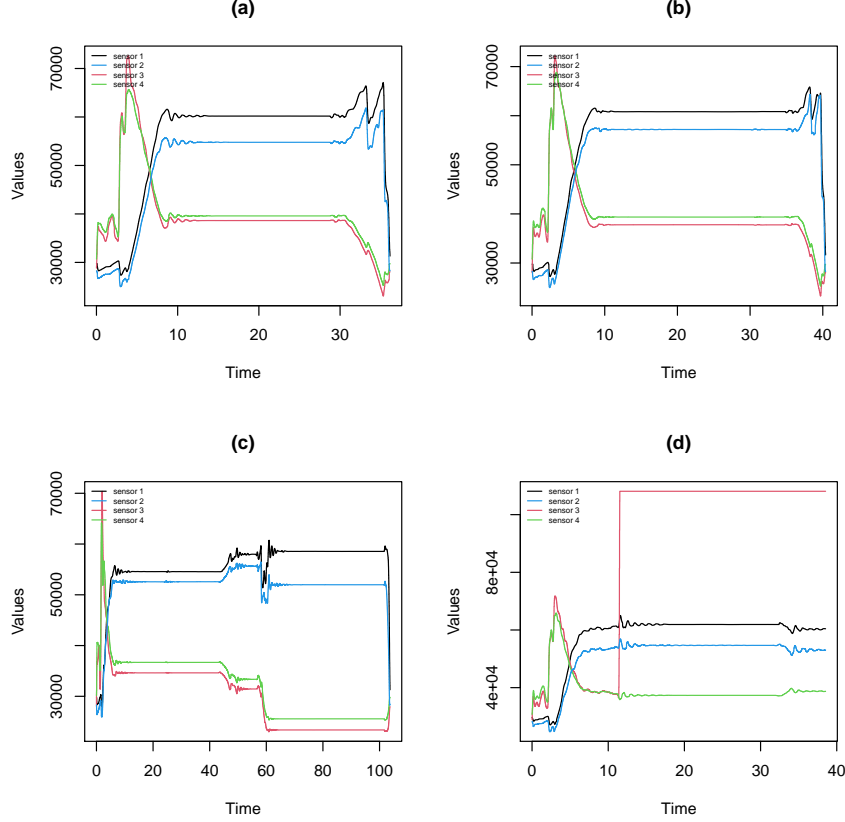 (a)
sensor 1
sensor 2
sensor 3
sensor 4
Values
30000
50000
70000
0
10
20
30
Time
(b)
sensor 1
sensor 2
sensor 3
sensor 4
Values
30000
50000
70000
0
10
20
30
40
Time
(c)
sensor 1
sensor 2
sensor 3
sensor 4
Values
30000
50000
70000
0
20
40
60
80
100
Time
(d)
sensor 1
sensor 2
sensor 3
sensor 4
Values
4e+04
8e+04
0
10
20
30
40
Time